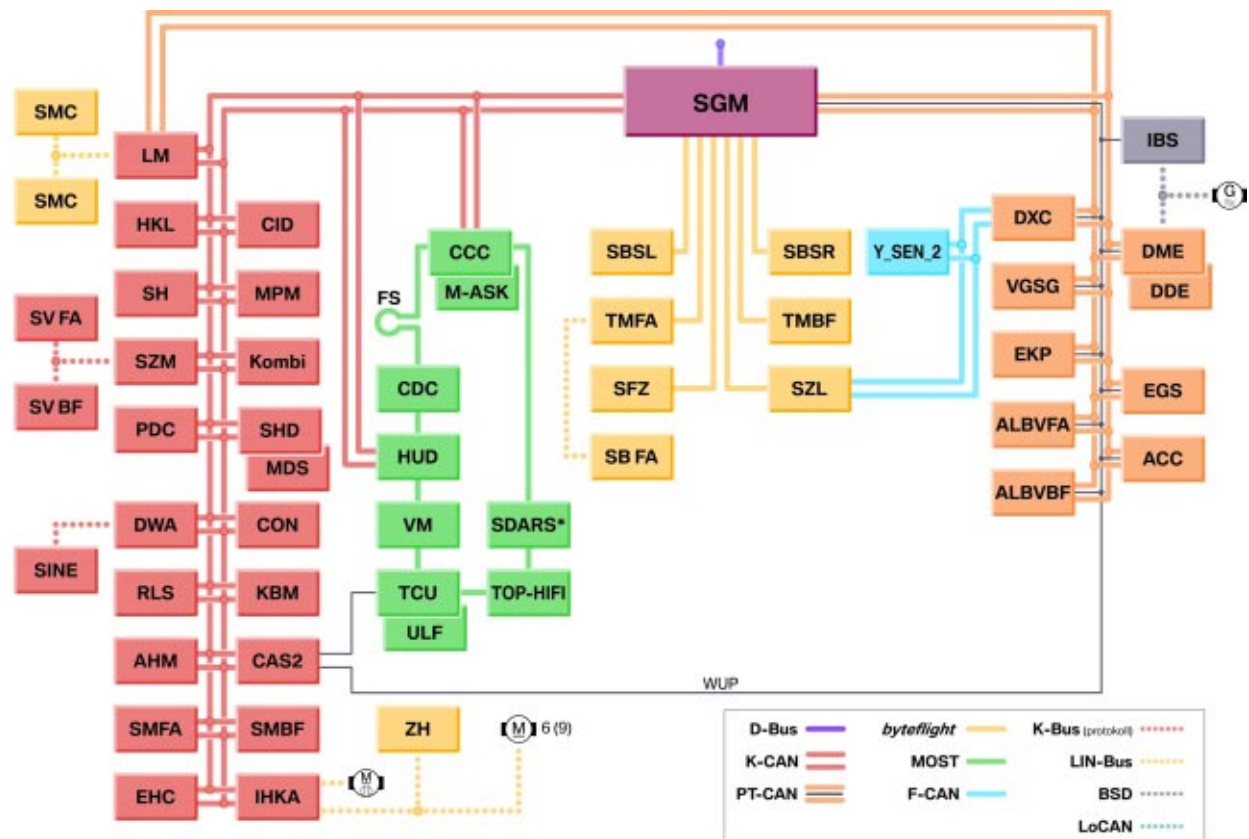 SGM
SMC
SMC
LM
IBS
G
HKL
CID
SH
MPM
SV FA
SV BF
SZM
Kombi
PDC
SHD
MDS
DWA
CON
SINE
RLS
KBM
AHM
CAS2
SMFA
SMBF
EHC
IHKA
CCC
M-ASK
FS
CDC
HUD
VM
SDARS*
TCU
TOP-HIFI
ULF
SBSL
SBSR
TMFA
TMBF
SFZ
SZL
SB FA
Y_SEN_2
DXC
DME
DDE
VGSG
EKP
EGS
ALBVFA
ACC
ALBVBF
WUP
ZH
M
M 6 (9)
D-Bus
K-CAN
PT-CAN
byteflight
MOST
F-CAN
K-Bus (protokoll)
LIN-Bus
BSD
LoCAN